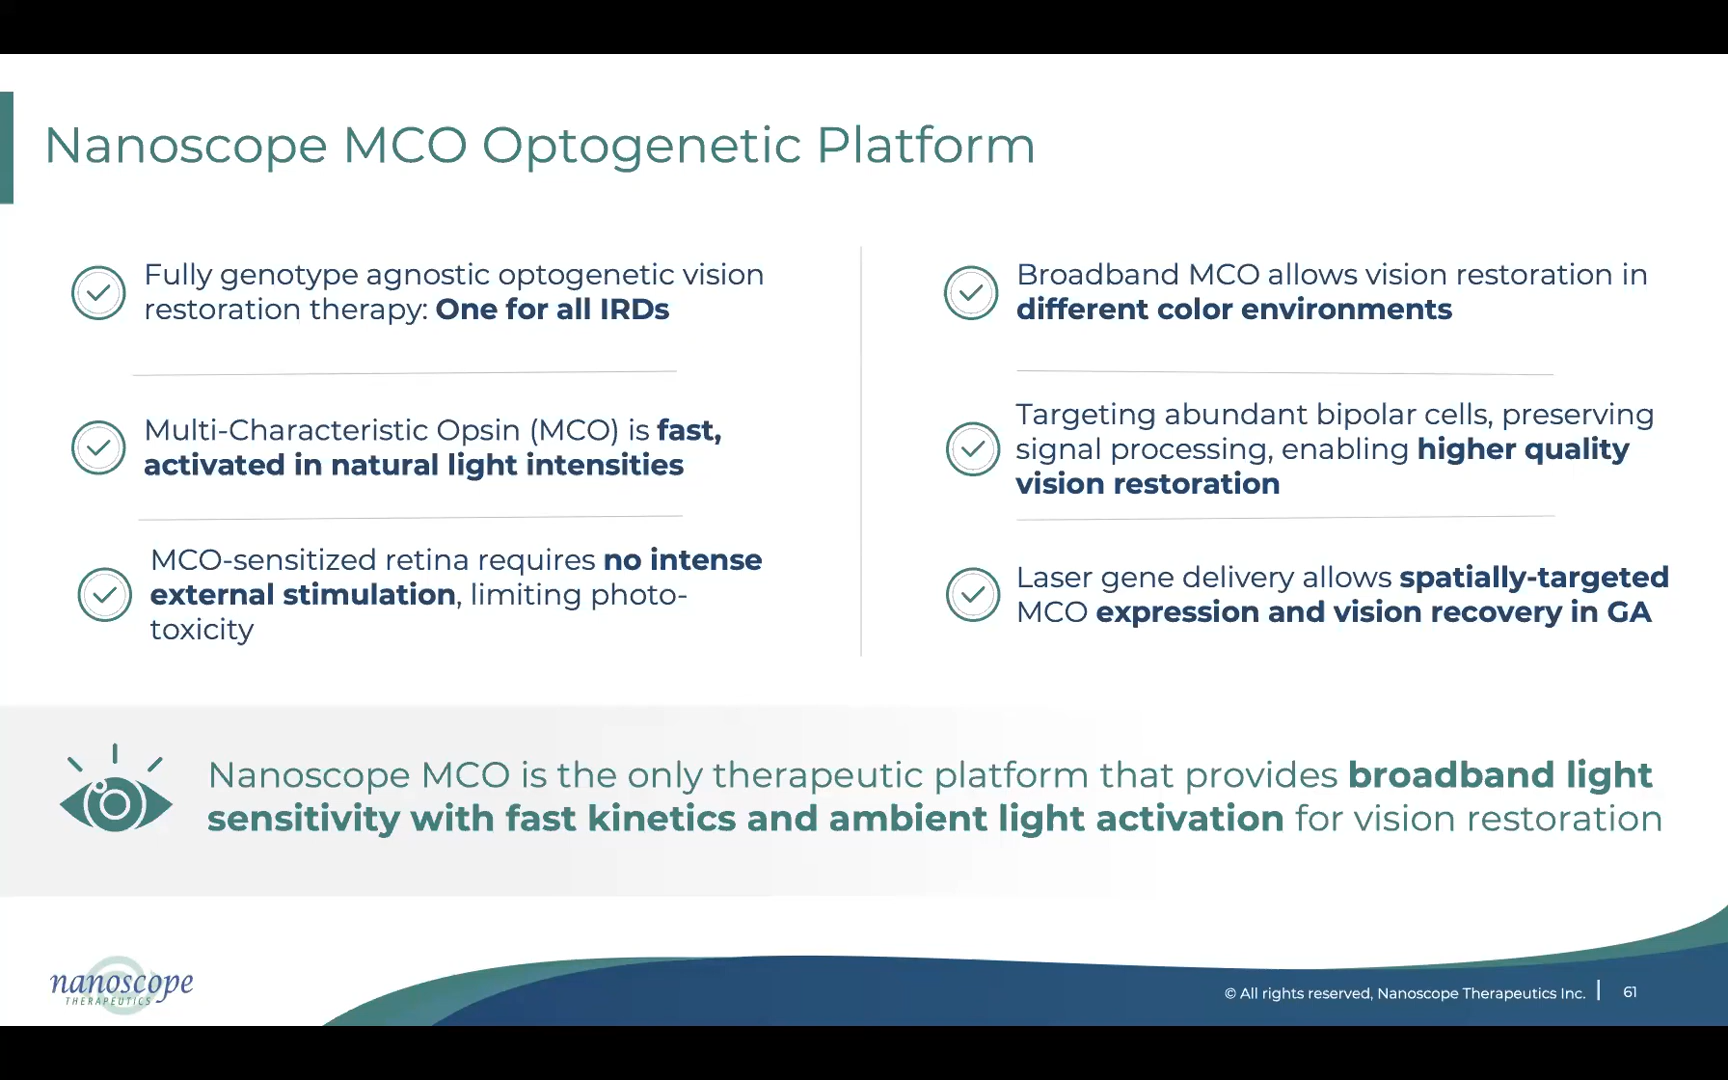 Nanoscope MCO Optogenetic Platform
Fully genotype agnostic optogenetic vision
restoration therapy: One for all IRDs
Multi-Characteristic Opsin (MCO) is fast,
activated in natural light intensities
MCO-sensitized retina requires no intense
external stimulation, limiting photo-
toxicity
Broadband MCO allows vision restoration in
different color environments
Targeting abundant bipolar cells, preserving
signal processing, enabling higher quality
vision restoration
Laser gene delivery allows spatially-targeted
MCO expression and vision recovery in GA
Nanoscope MCO is the only therapeutic platform that provides broadband light
sensitivity with fast kinetics and ambient light activation for vision restoration
nanoscope
THERAPEUTICS
© All rights reserved, Nanoscope Therapeutics Inc. | 61